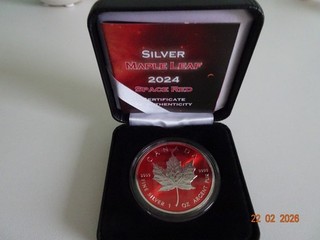 SILVER
MAPLE LEAF
2024
SPACE RED
CERTIFICATE
AUTHENTICITY
CANADA
9999 9999
FINE SILVER 1 OZ ARGENT PUR
22 02 2026